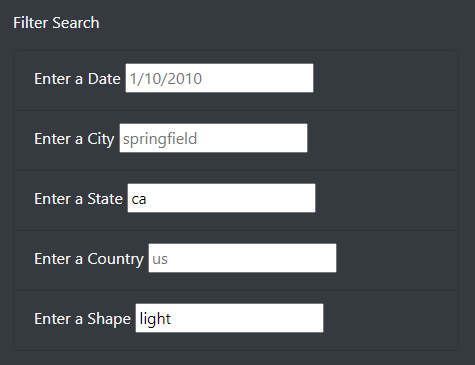 Filter Search
Enter a Date 1/10/2010
Enter a City springfield
Enter a State ca
Enter a Country us
Enter a Shape light